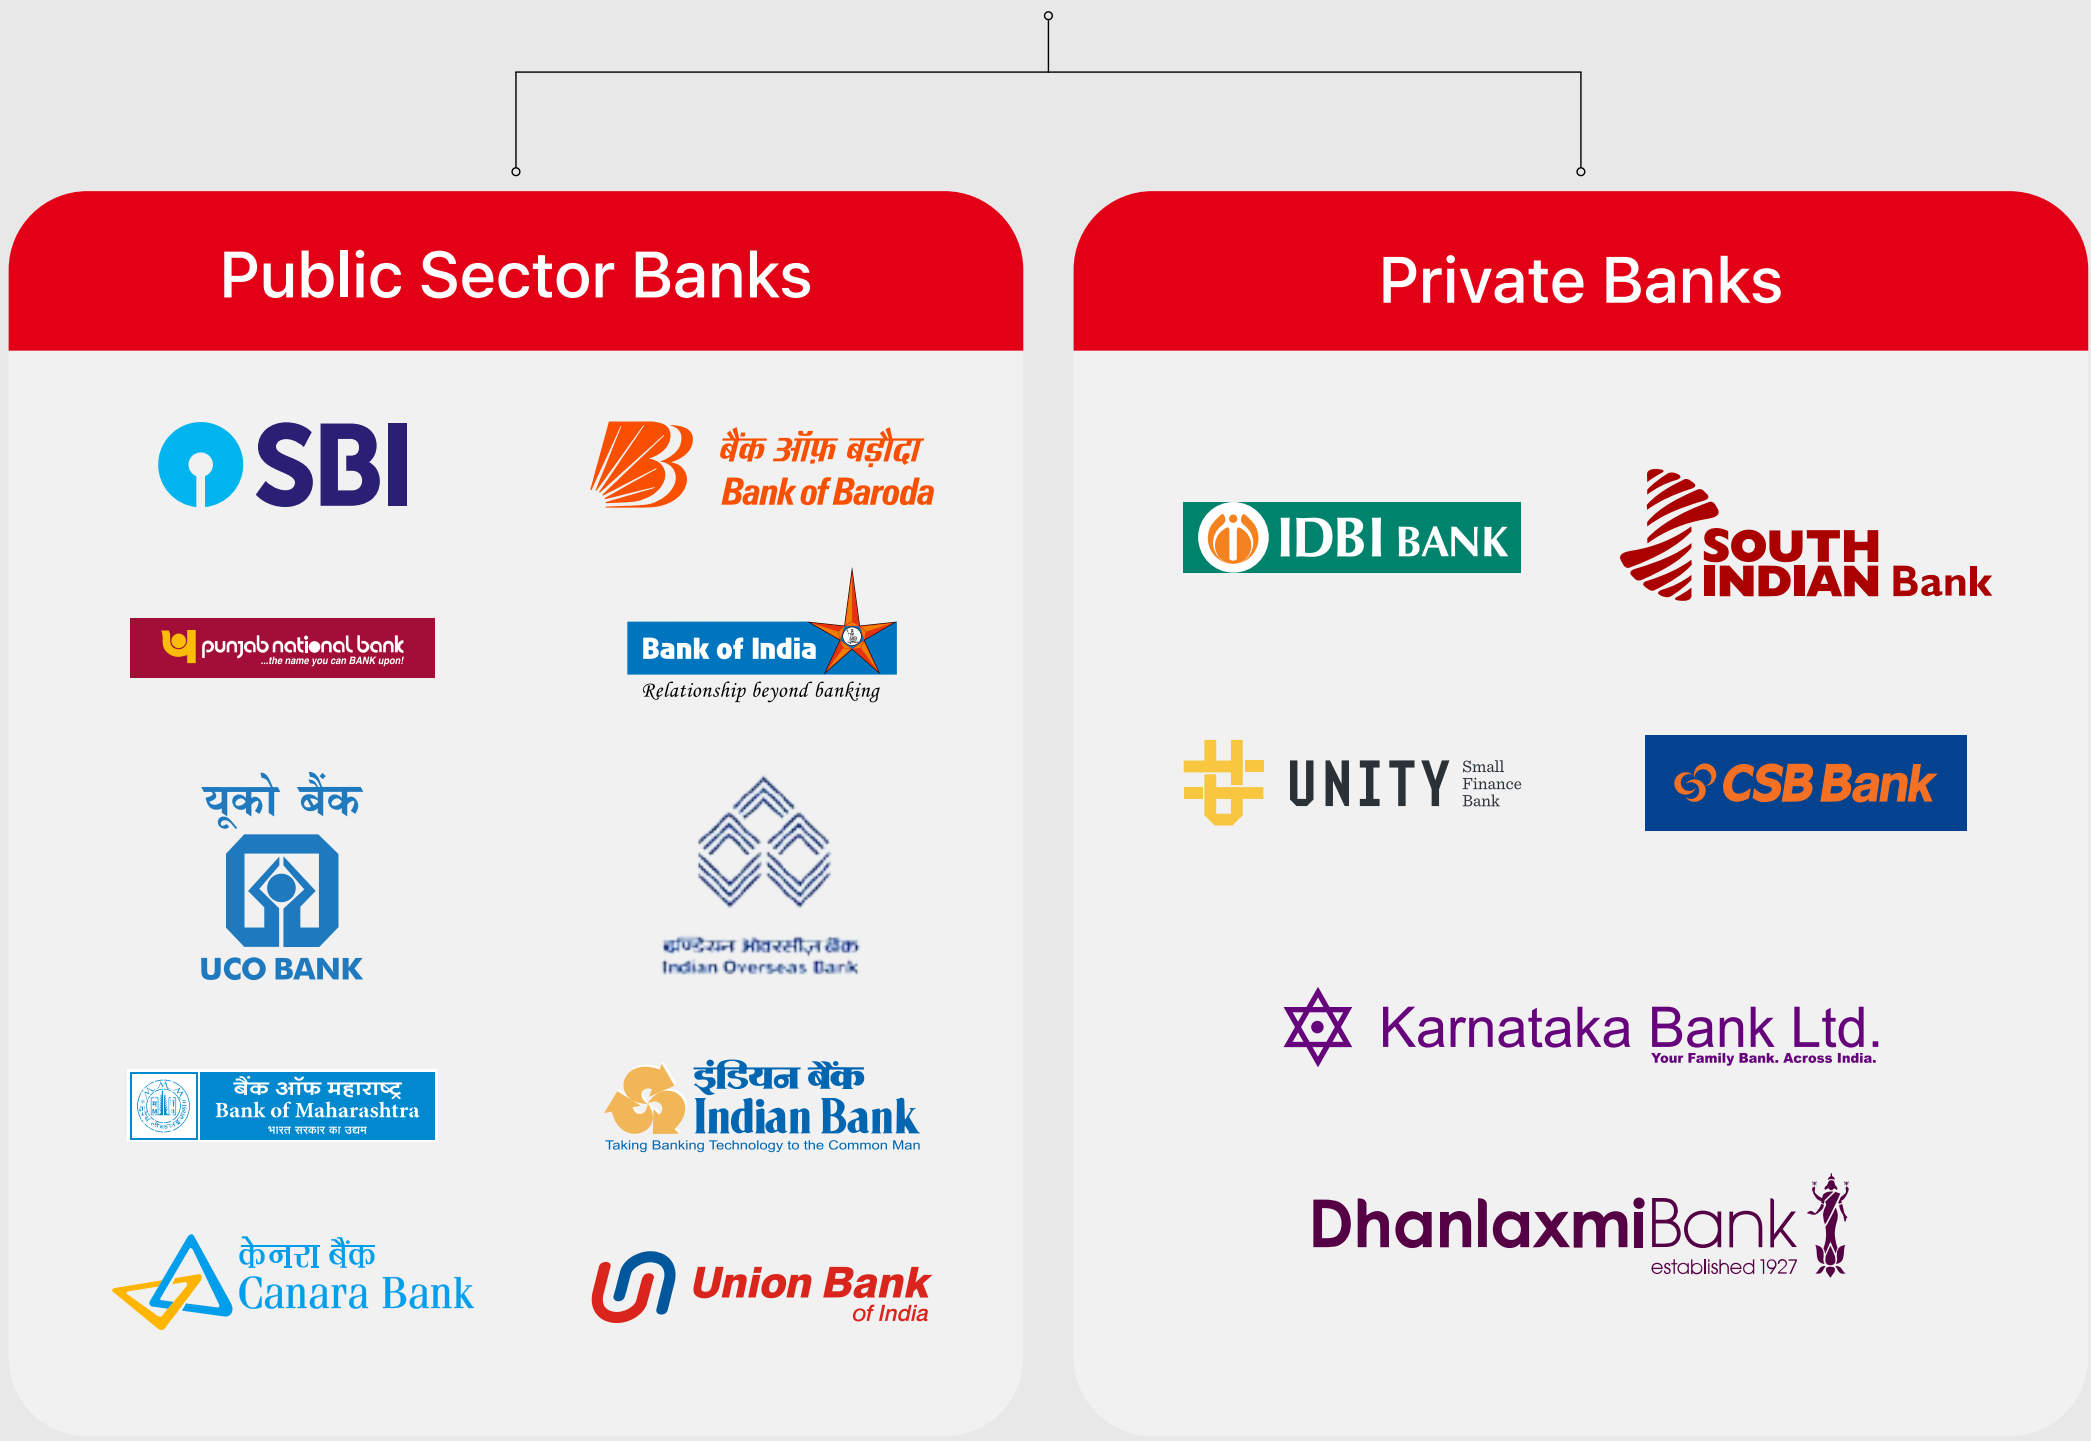 Public Sector Banks
SBI
बैंक ऑफ़ बड़ौदा
Bank of Baroda
punjab national bank
...the name you can BANK upon!
Bank of India
Relationship beyond banking
यूको बैंक
UCO BANK
इण्डियन ओवरसीज़ बैंक
Indian Overseas Bank
बैंक ऑफ महाराष्ट्र
Bank of Maharashtra
भारत सरकार का उद्यम
इंडियन बैंक
Indian Bank
Taking Banking Technology to the Common Man
केनरा बैंक
Canara Bank
Union Bank
of India
Private Banks
IDBI BANK
SOUTH
INDIAN Bank
UNITY
Small
Finance
Bank
CSB Bank
Karnataka Bank Ltd.
Your Family Bank. Across India.
DhanlaxmiBank
established 1927